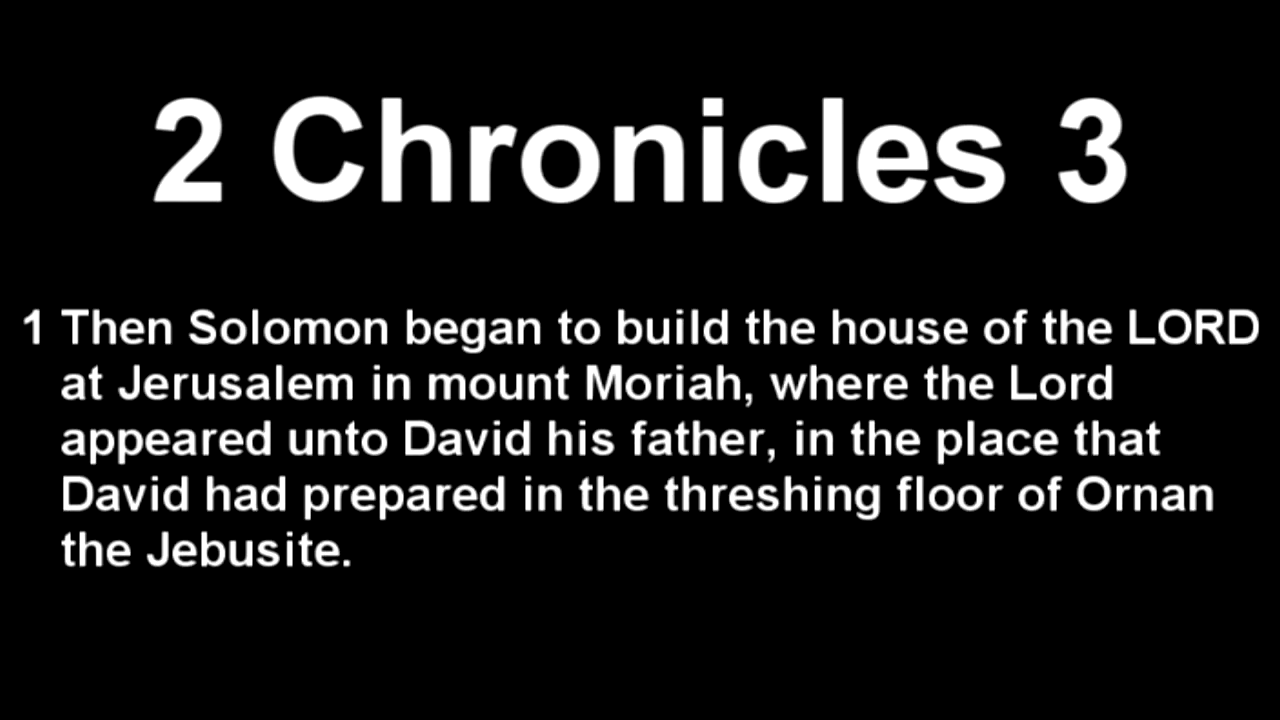 2 Chronicles 3
1 Then Solomon began to build the house of the LORD
at Jerusalem in mount Moriah, where the Lord
appeared unto David his father, in the place that
David had prepared in the threshing floor of Ornan
the Jebusite.